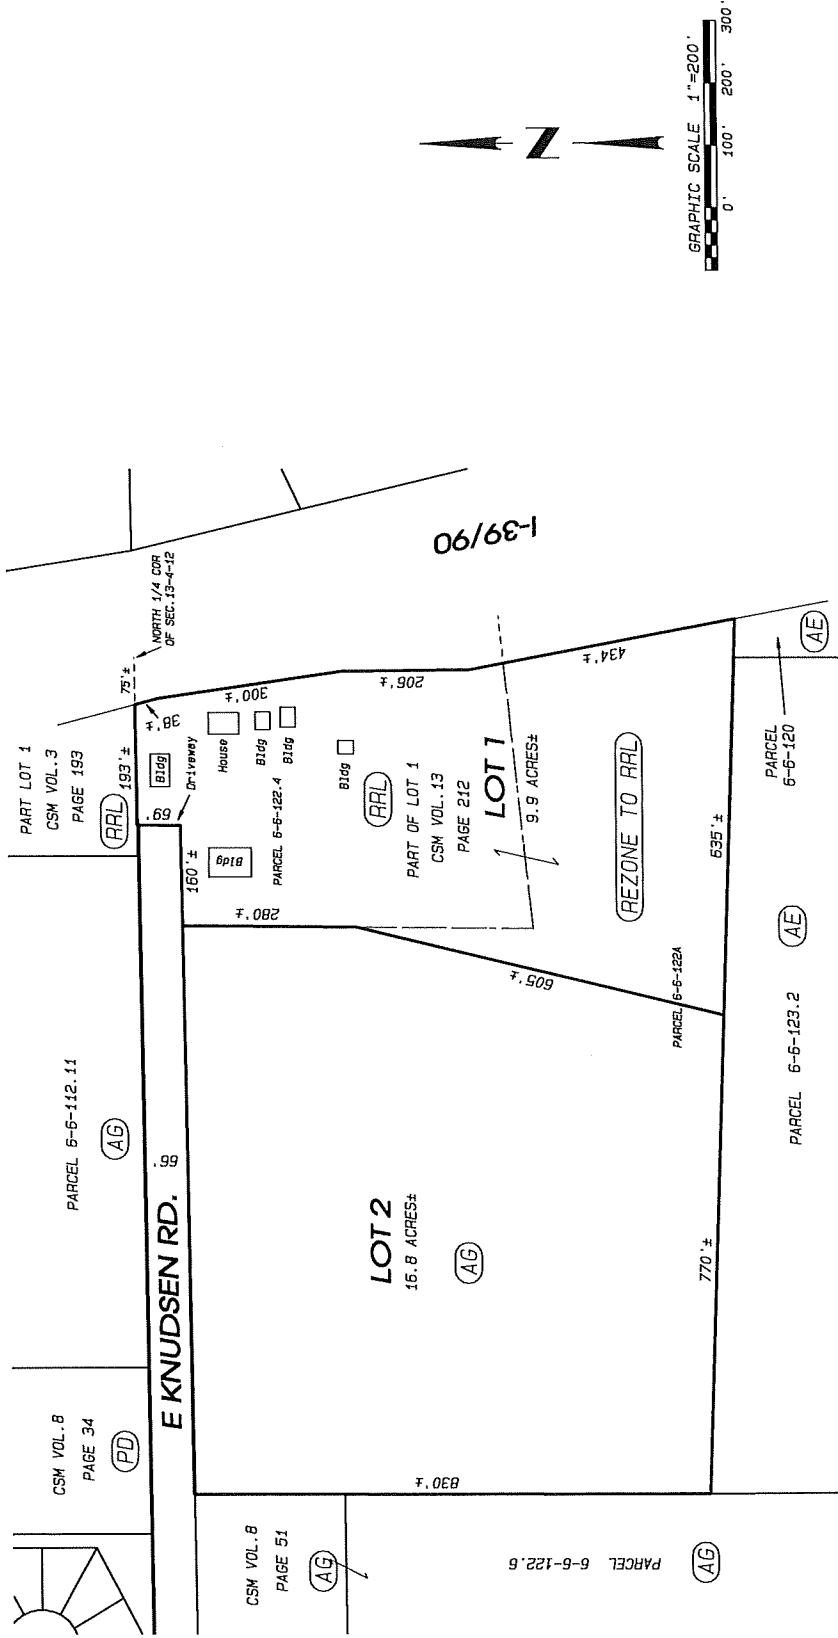 PART LOT 1
CSM VOL.3
PAGE 193
RRL
193'±
75'±
NORTH 1/4 COR
OF SEC.13-4-12
38'±
69'
Bldg
Driveway
House
Bldg
Bldg
Bldg
Bldg
160'±
PARCEL 6-6-122.4
280'±
300'±
206'±
434'±
RRL
PART OF LOT 1
CSM VOL.13
PAGE 212
LOT 1
9.9 ACRES±
REZONE TO RRL
605'±
635'±
PARCEL 6-6-122A
I-39/90
PARCEL
6-6-120
AE
AE
PARCEL 6-6-123.2
PARCEL 6-6-112.11
AG
66'
E KNUDSEN RD.
LOT 2
16.8 ACRES±
AG
770'±
830'±
CSM VOL.8
PAGE 34
PD
CSM VOL.8
PAGE 51
AG
PARCEL 6-6-122.6
AG
N
GRAPHIC SCALE 1"=200'
0' 100' 200' 300'